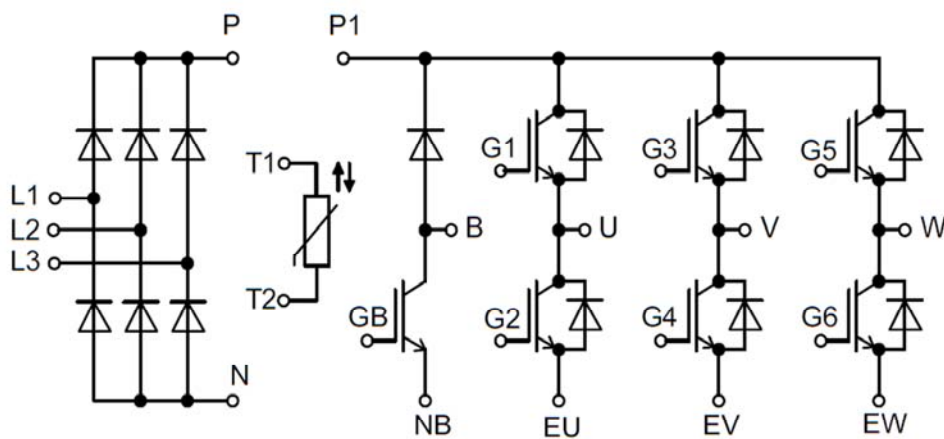 P P1
T1 G1 G3 G5
L1 B U V W
L2
L3
T2 GB G2 G4 G6
N NB EU EV EW